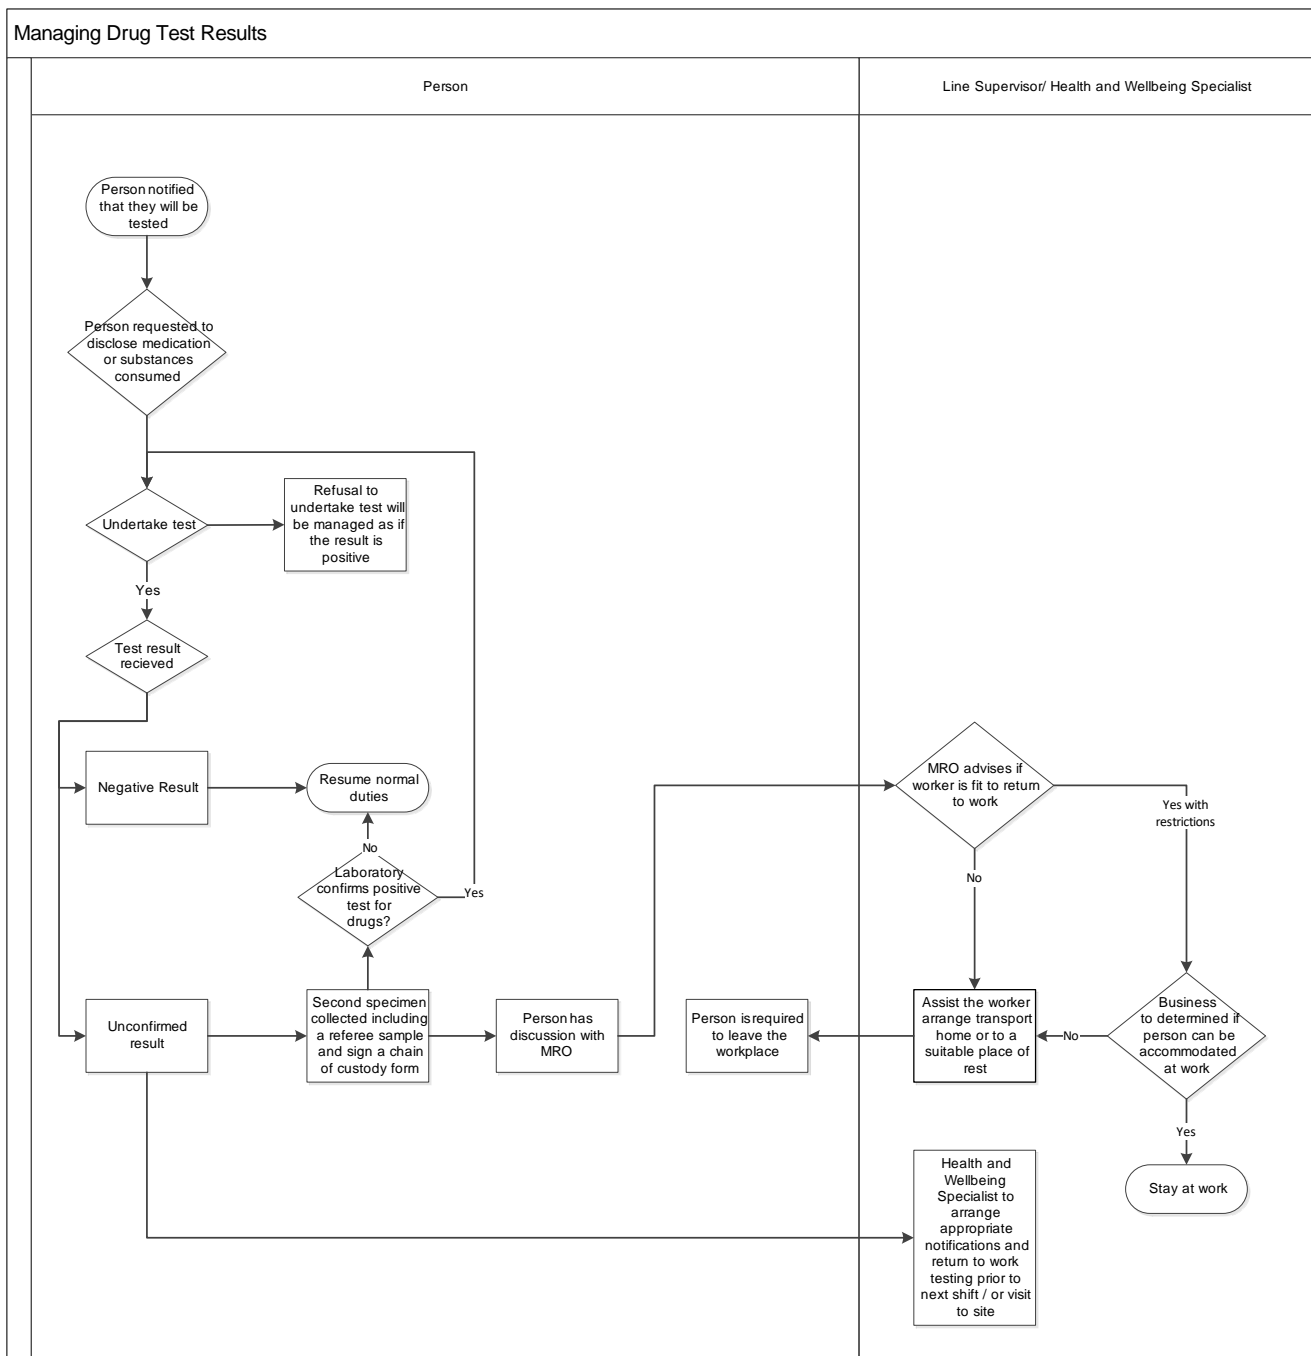 Managing Drug Test Results
Person
Line Supervisor/ Health and Wellbeing Specialist
Person notified
that they will be
tested
Person requested to
disclose medication
or substances
consumed
Undertake test
Refusal to
undertake test will
be managed as if
the result is
positive
Yes
Test result
recieved
Negative Result
Resume normal
duties
No
Laboratory
confirms positive
test for
drugs?
Yes
Unconfirmed
result
Second specimen
collected including
a referee sample
and sign a chain
of custody form
Person has
discussion with
MRO
Person is required
to leave the
workplace
MRO advises if
worker is fit to return
to work
Yes with
restrictions
No
Assist the worker
arrange transport
home or to a
suitable place of
rest
No
Business
to determined if
person can be
accommodated
at work
Yes
Stay at work
Health and
Wellbeing
Specialist to
arrange
appropriate
notifications and
return to work
testing prior to
next shift / or visit
to site